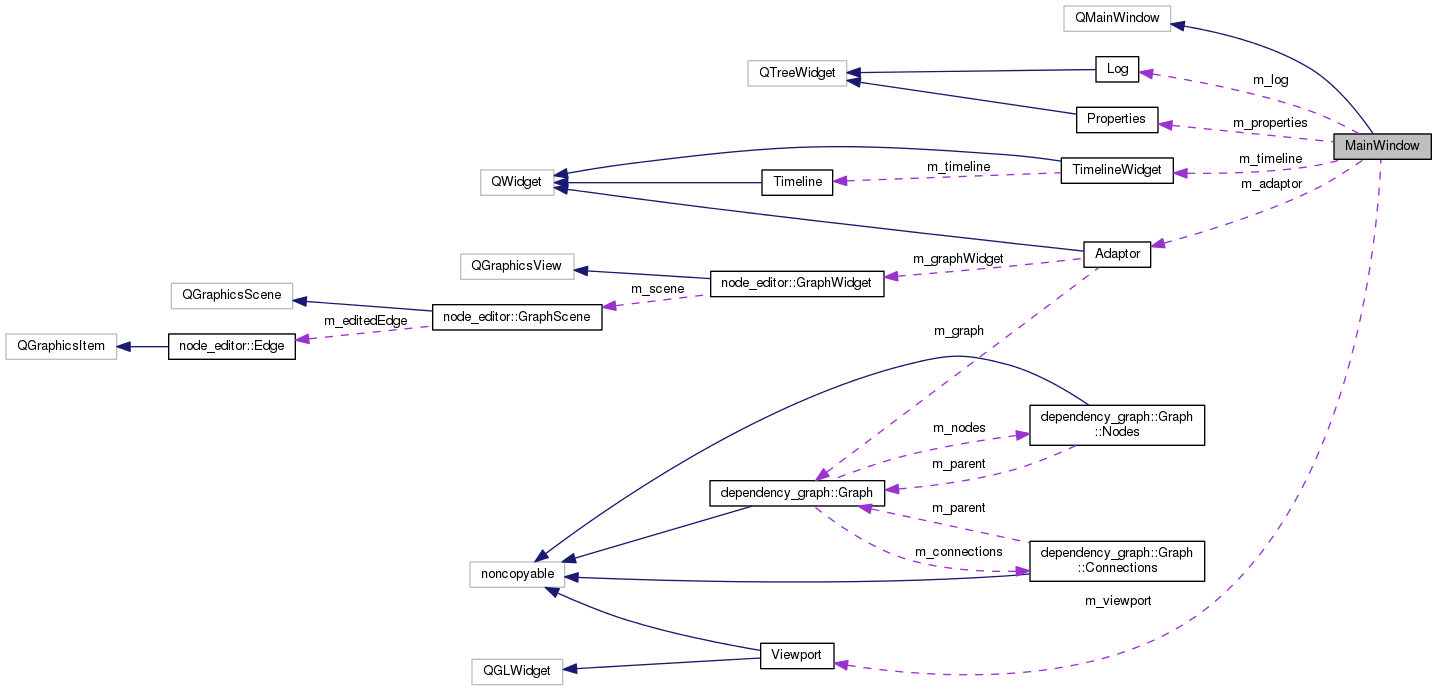 QMainWindow
Log
QTreeWidget
m_log
Properties
m_properties
MainWindow
m_timeline
TimelineWidget
m_timeline
Timeline
QWidget
m_adaptor
Adaptor
m_graphWidget
QGraphicsView
node_editor::GraphWidget
m_scene
QGraphicsScene
node_editor::GraphScene
m_editedEdge
QGraphicsItem
node_editor::Edge
m_graph
dependency_graph::Graph
::Nodes
m_nodes
m_parent
dependency_graph::Graph
m_parent
m_connections
dependency_graph::Graph
::Connections
noncopyable
m_viewport
Viewport
QGLWidget